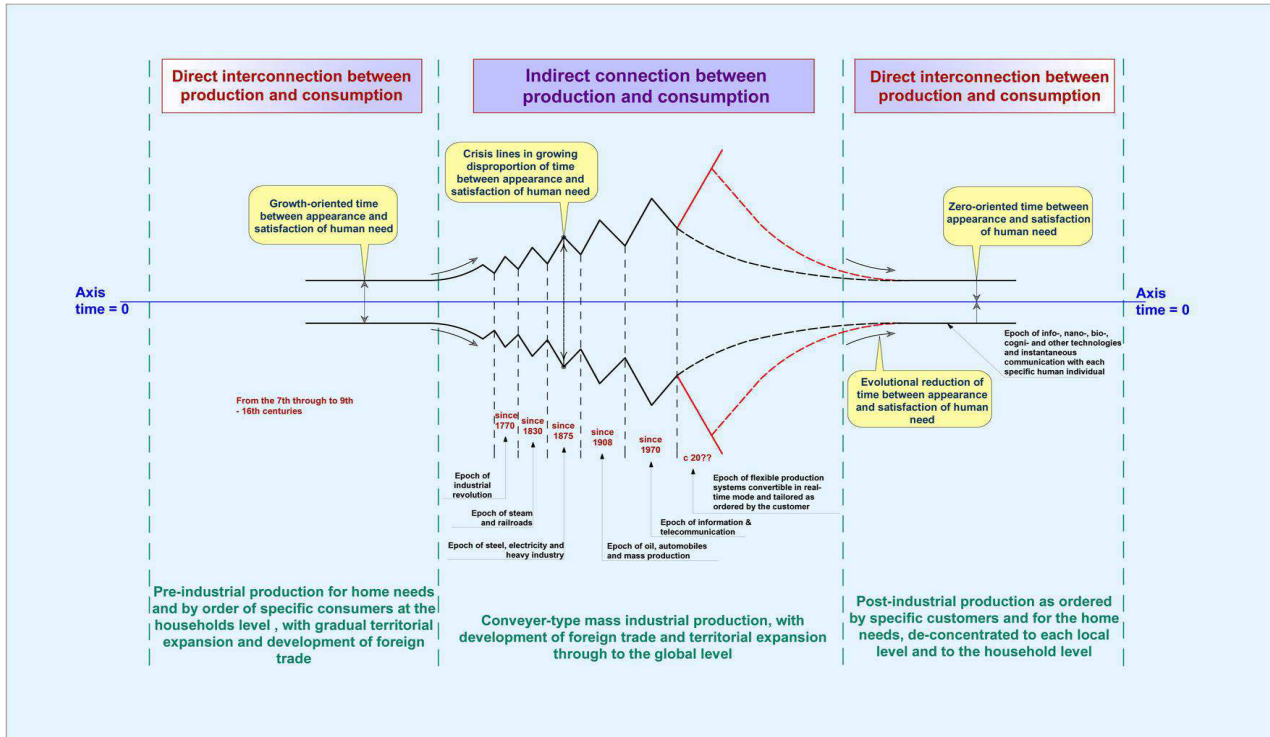 Direct interconnection between
production and consumption
Indirect connection between
production and consumption
Direct interconnection between
production and consumption
Crisis lines in growing
disproportion of time
between appearance and
satisfaction of human need
Growth-oriented time
between appearance and
satisfaction of human need
Zero-oriented time between
appearance and satisfaction
of human need
Axis
time = 0
Axis
time = 0
Epoch of info-, nano-, bio-,
cogni- and other technologies
and instantaneous
communication with each
specific human individual
Evolutional reduction of
time between appearance
and satisfaction of human
need
From the 7th through to 9th
- 16th centuries
since
1770
since
1830
since
1875
since
1908
since
1970
c 20??
Epoch of
industrial
revolution
Epoch of steam
and railroads
Epoch of steel, electricity and
heavy industry
Epoch of oil, automobiles
and mass production
Epoch of information &
telecommunication
Epoch of flexible production
systems convertible in real-
time mode and tailored as
ordered by the customer
Pre-industrial production for home needs
and by order of specific consumers at the
households level , with gradual territorial
expansion and development of foreign
trade
Conveyer-type mass industrial production, with
development of foreign trade and territorial expansion
through to the global level
Post-industrial production as ordered
by specific customers and for the home
needs, de-concentrated to each local
level and to the household level